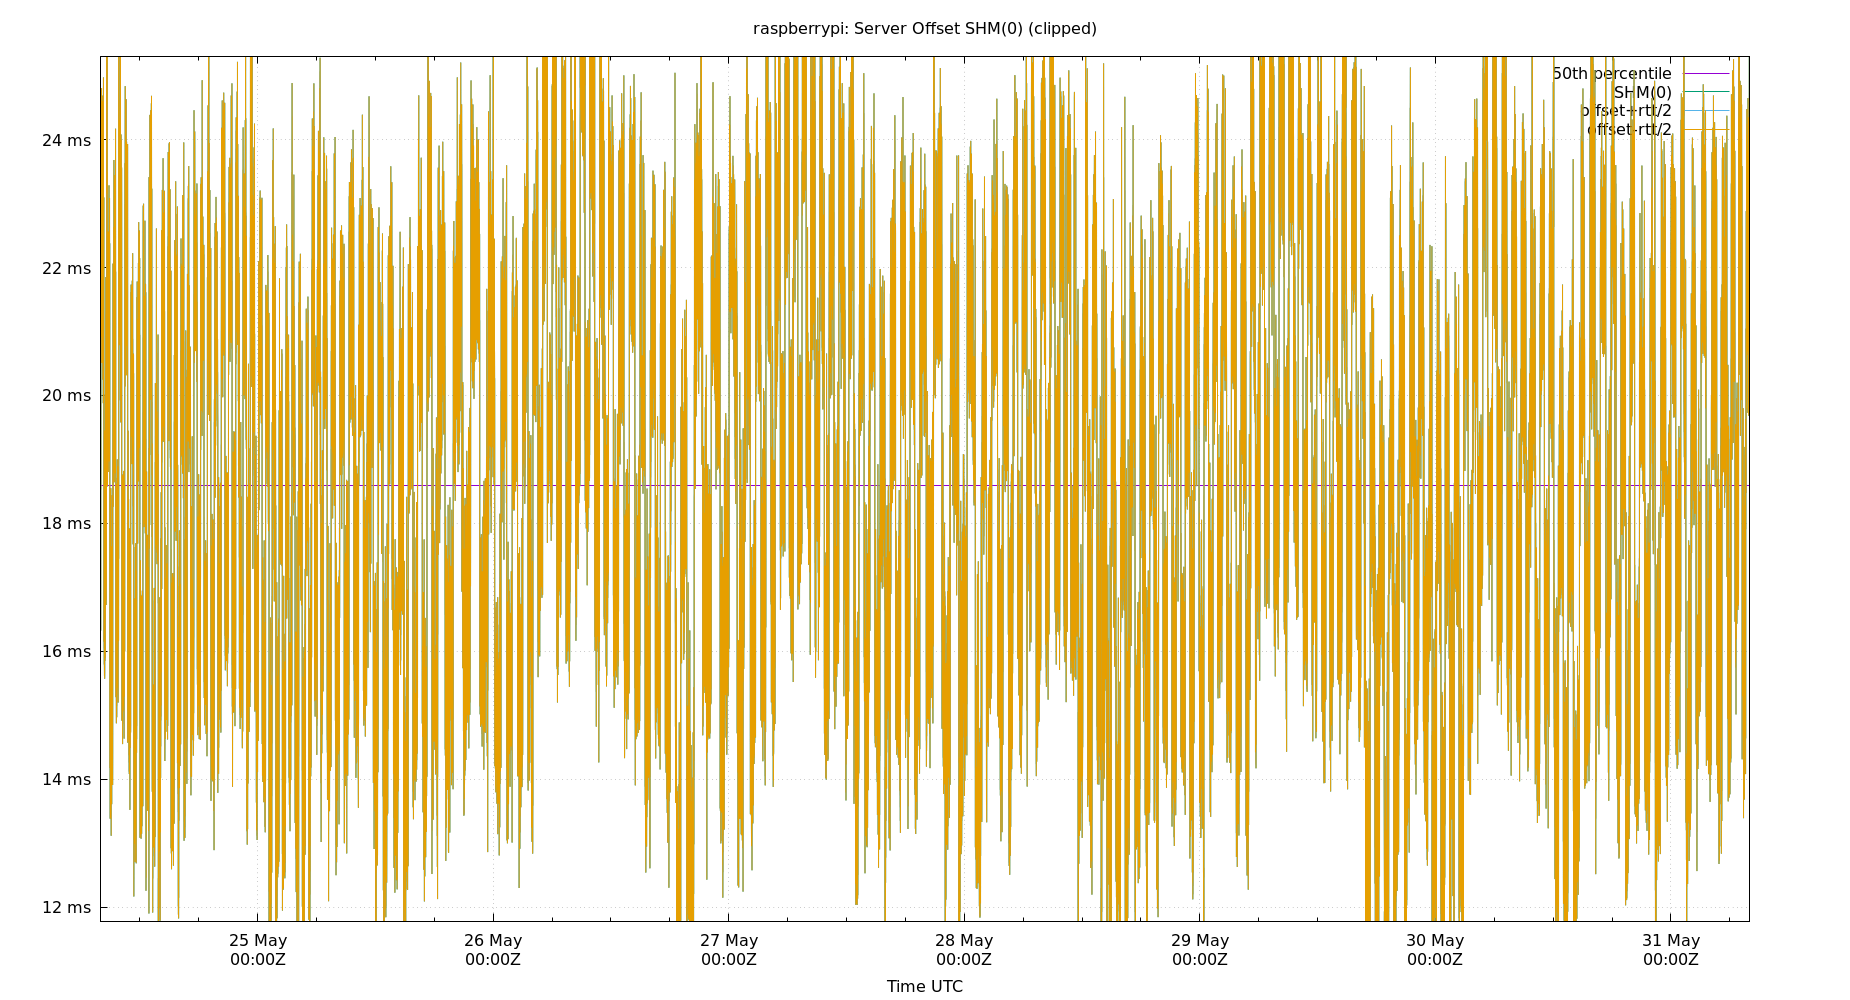 raspberrypi: Server Offset SHM(0) (clipped)
50th percentile
SHM(0)
offset+rtt/2
offset-rtt/2
24 ms
22 ms
20 ms
18 ms
16 ms
14 ms
12 ms
25 May
00:00Z
26 May
00:00Z
27 May
00:00Z
28 May
00:00Z
29 May
00:00Z
30 May
00:00Z
31 May
00:00Z
Time UTC